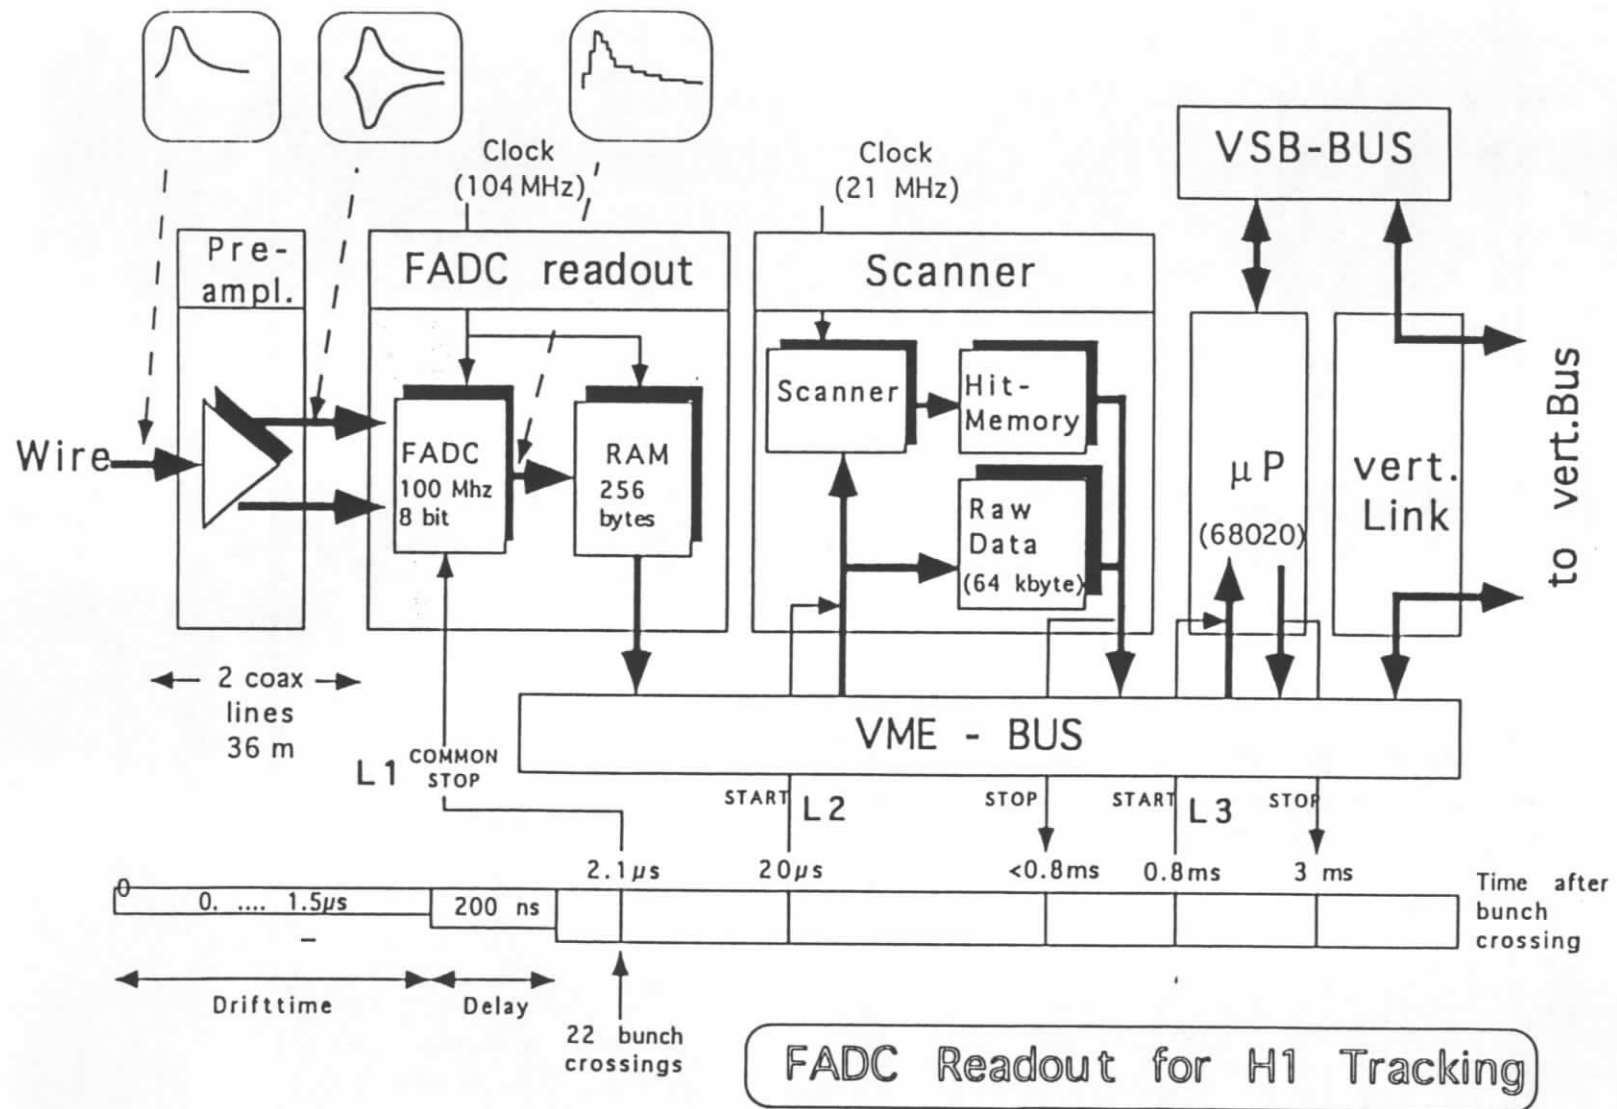 Clock
(104 MHz)
Clock
(21 MHz)
VSB-BUS
Pre-
ampl.
FADC readout
Scanner
Wire
FADC
100 Mhz
8 bit
RAM
256
bytes
Scanner
Hit-
Memory
Raw
Data
(64 kbyte)
μP
(68020)
vert.
Link
to vert.Bus
2 coax
lines
36 m
VME - BUS
L1 COMMON
STOP
START L2
STOP
START L3
STOP
2.1μs
20μs
<0.8ms
0.8ms
3 ms
0
0. .... 1.5μs
200 ns
Time after
bunch
crossing
Drifttime
Delay
22 bunch
crossings
FADC Readout for H1 Tracking